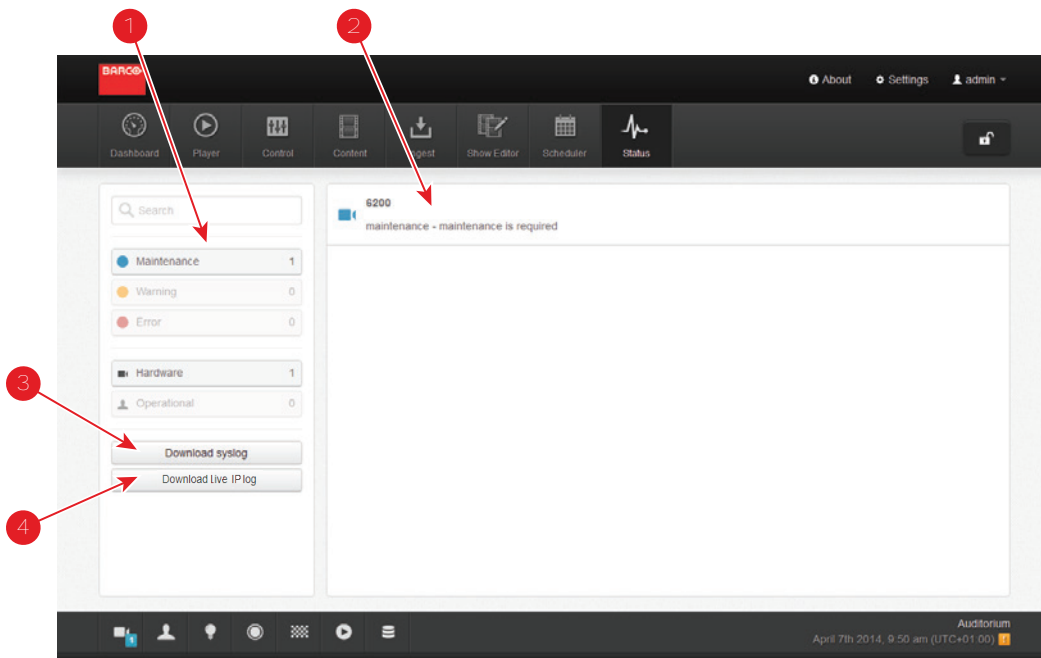 1
2
BARCO
About Settings admin
Dashboard Player Control Content Ingest Show Editor Scheduler Status
Search
6200
maintenance - maintenance is required
Maintenance 1
Warning 0
Error 0
Hardware 1
Operational 0
3
Download syslog
Download Live IP log
4
1
Auditorium
April 7th 2014, 9:50 am (UTC+01:00)